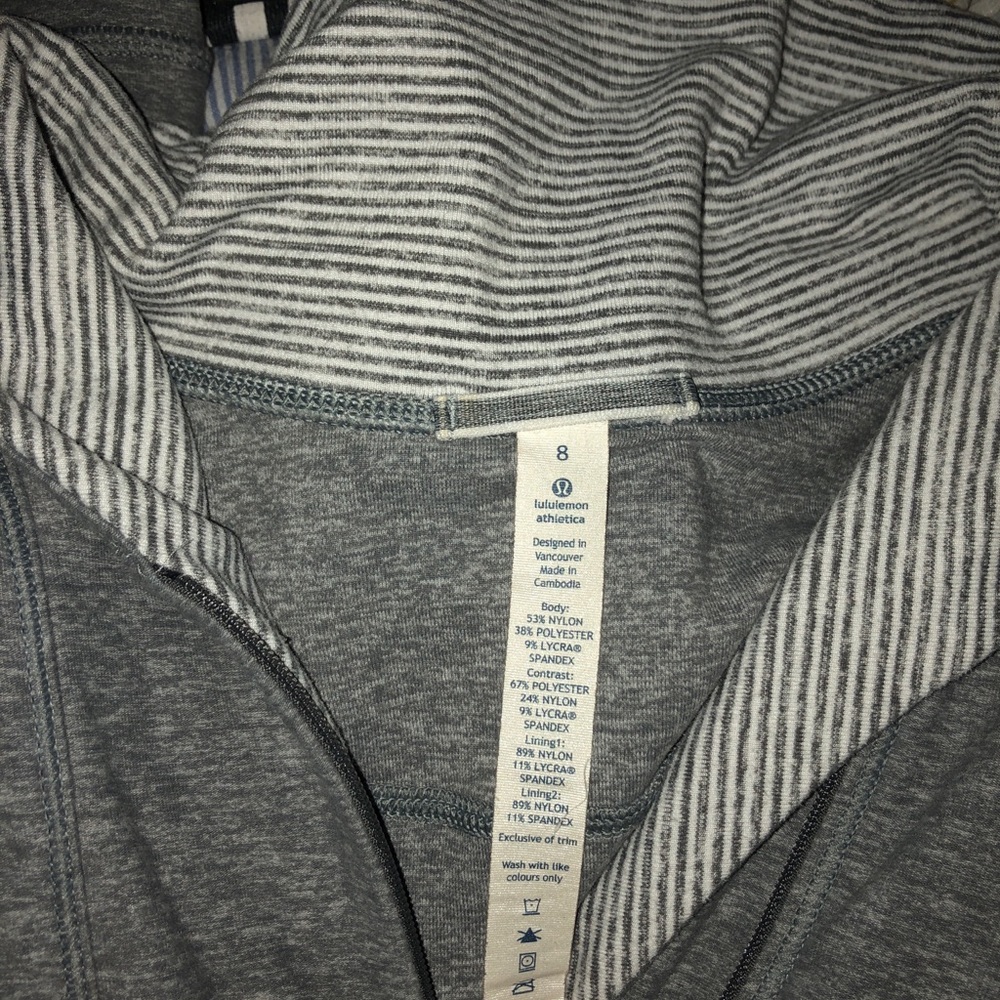 8
lululemon
athletica
Designed in
Vancouver
Made in
Cambodia
Body:
53% NYLON
38% POLYESTER
9% LYCRA®
SPANDEX
Contrast:
67% POLYESTER
24% NYLON
9% LYCRA®
SPANDEX
Lining1:
89% NYLON
11% LYCRA®
SPANDEX
Lining2:
89% NYLON
11% SPANDEX
Exclusive of trim
Wash with like
colours only